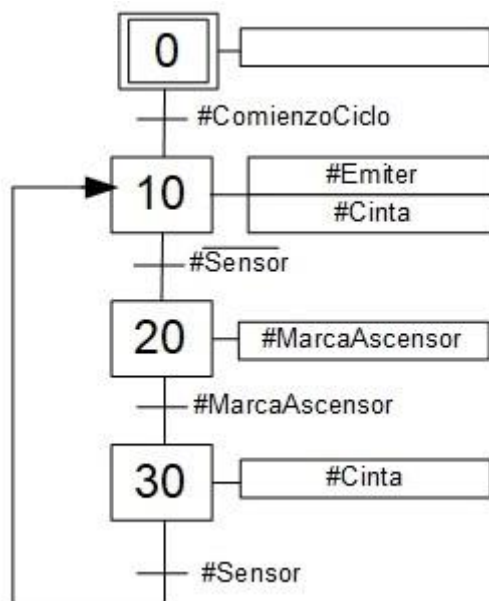 0
#ComienzoCiclo
10
#Emiter
#Cinta
#Sensor
20
#MarcaAscensor
#MarcaAscensor
30
#Cinta
#Sensor